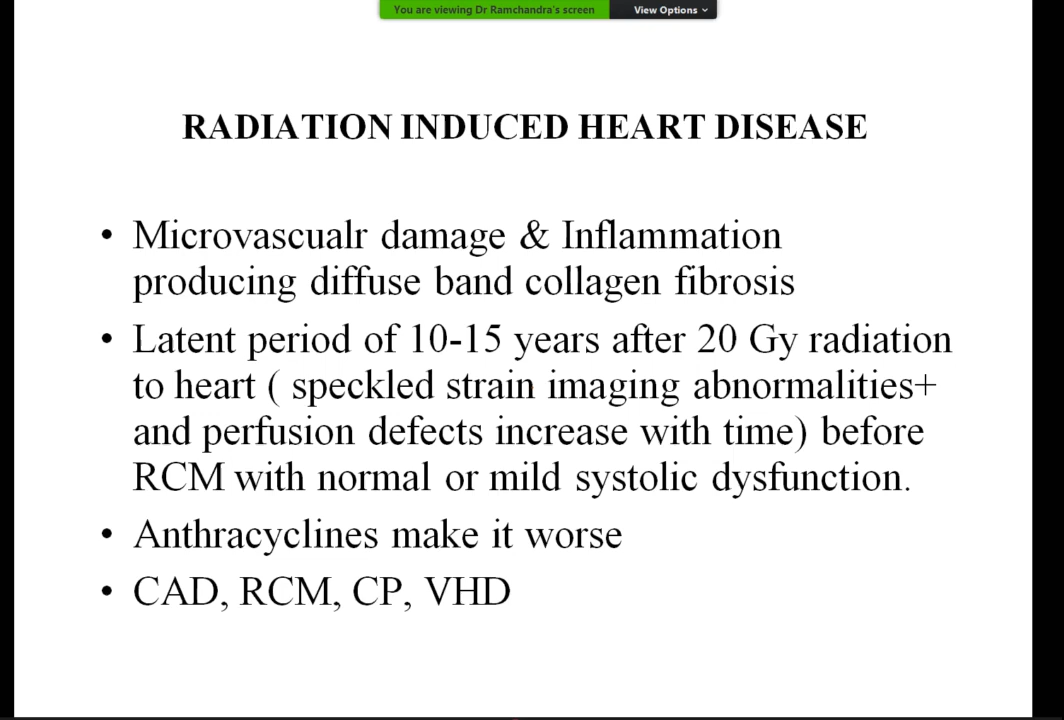 You are viewing Dr Ramchandra's screen View Options
RADIATION INDUCED HEART DISEASE
• Microvascualr damage & Inflammation
producing diffuse band collagen fibrosis
• Latent period of 10-15 years after 20 Gy radiation
to heart ( speckled strain imaging abnormalities+
and perfusion defects increase with time) before
RCM with normal or mild systolic dysfunction.
• Anthracyclines make it worse
• CAD, RCM, CP, VHD